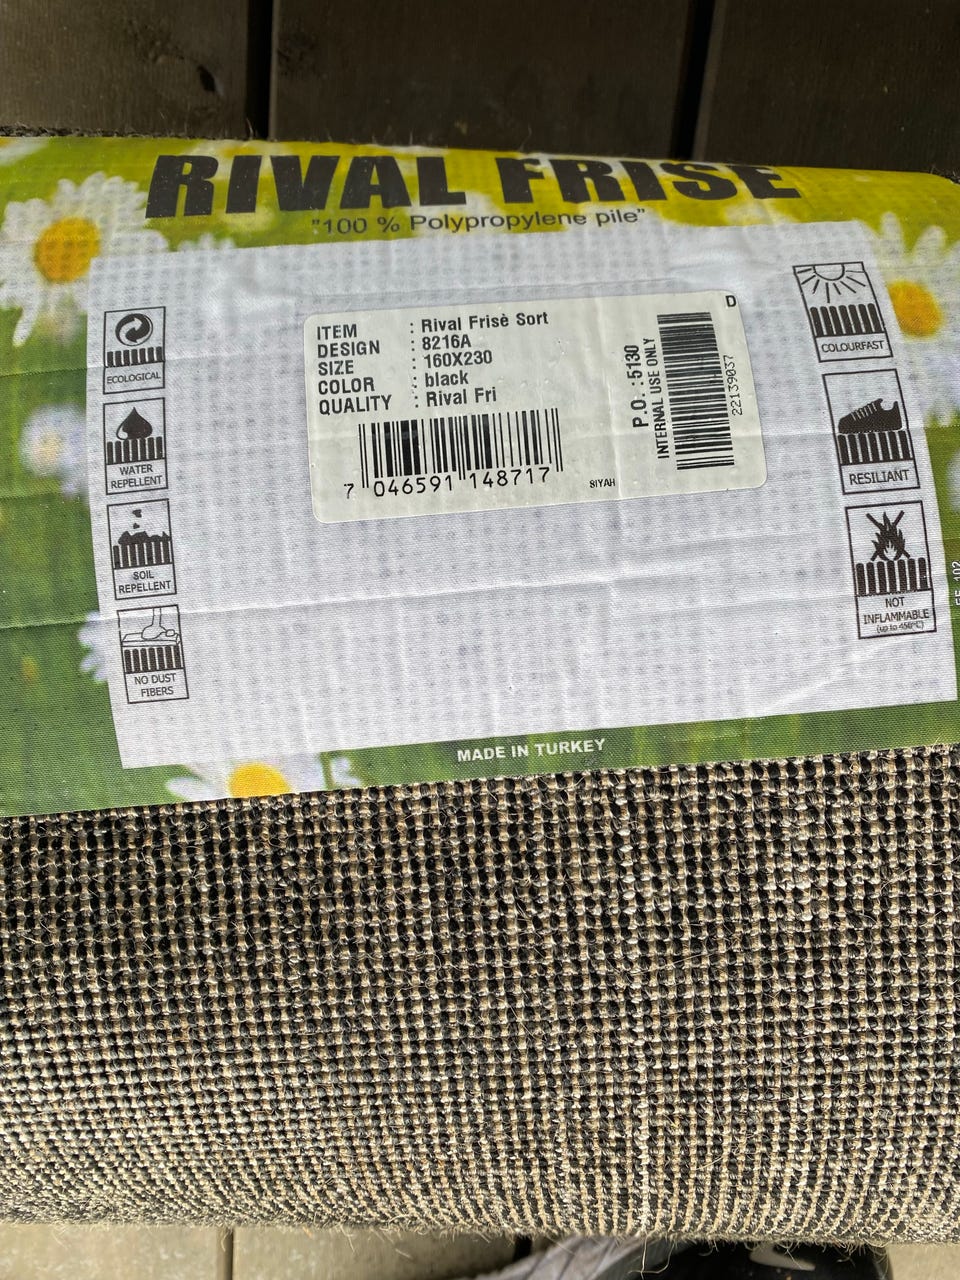 RIVAL FRISE
"100 % Polypropylene pile"
ECOLOGICAL
WATER
REPELLENT
SOIL
REPELLENT
NO DUST
FIBERS
ITEM : Rival Frisè Sort
DESIGN : 8216A
SIZE : 160X230
COLOR : black
QUALITY : Rival Fri
7 046591 148717
SIYAH
P.O. :5130
INTERNAL USE ONLY
22139037
D
COLOURFAST
RESILIANT
NOT
INFLAMMABLE
(up to 450°C)
MADE IN TURKEY